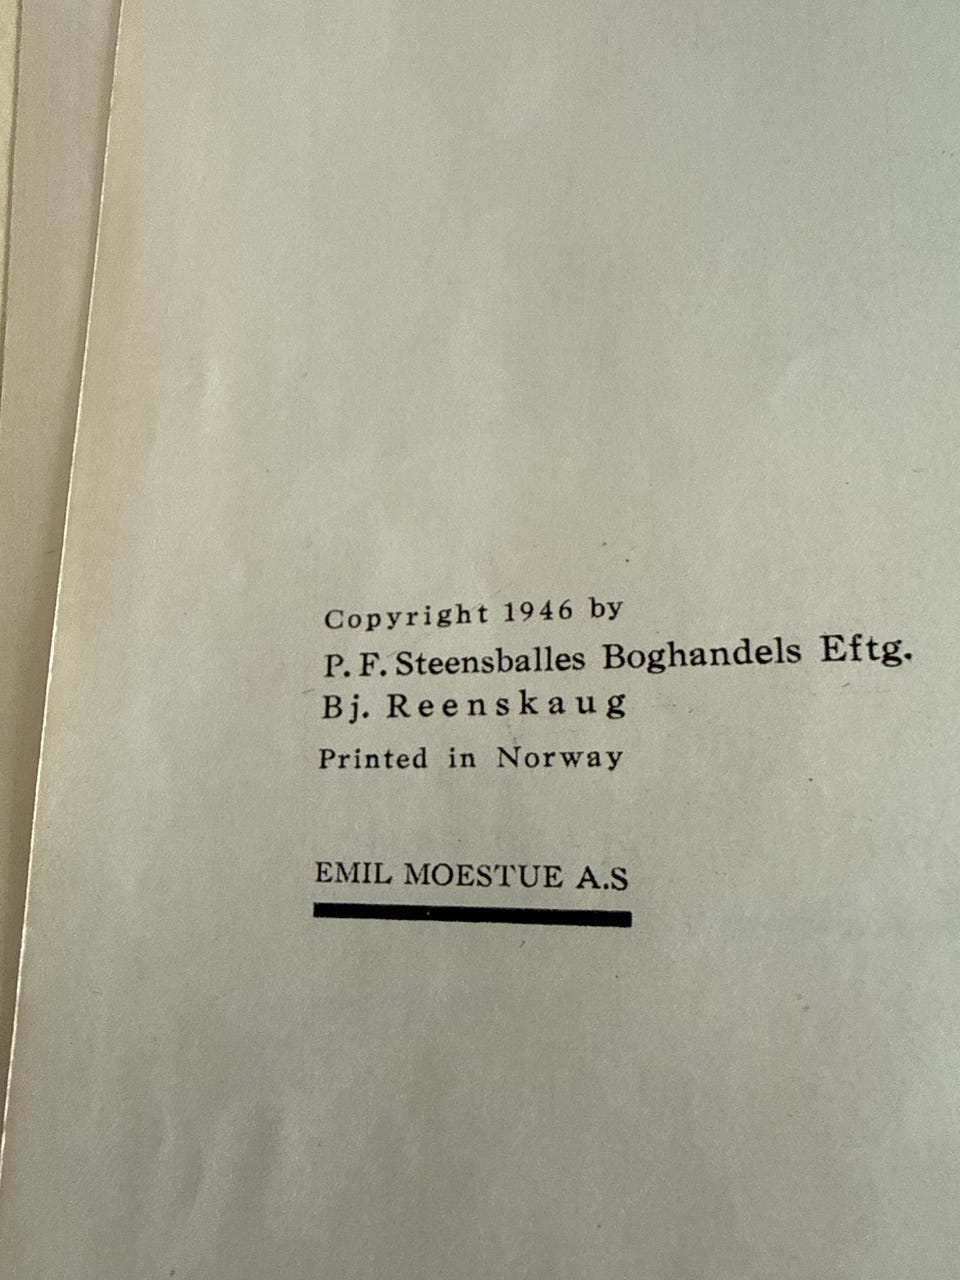 Copyright 1946 by
P. F. Steensballes Boghandels Eftg.
Bj. Reenskaug
Printed in Norway
EMIL MOESTUE A.S